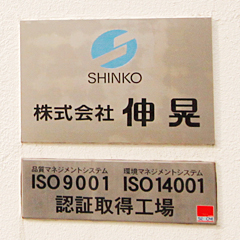 SHINKO
株式会社 伸晃
品質マネジメントシステム 環境マネジメントシステム
ISO9001 ISO14001
認証取得工場